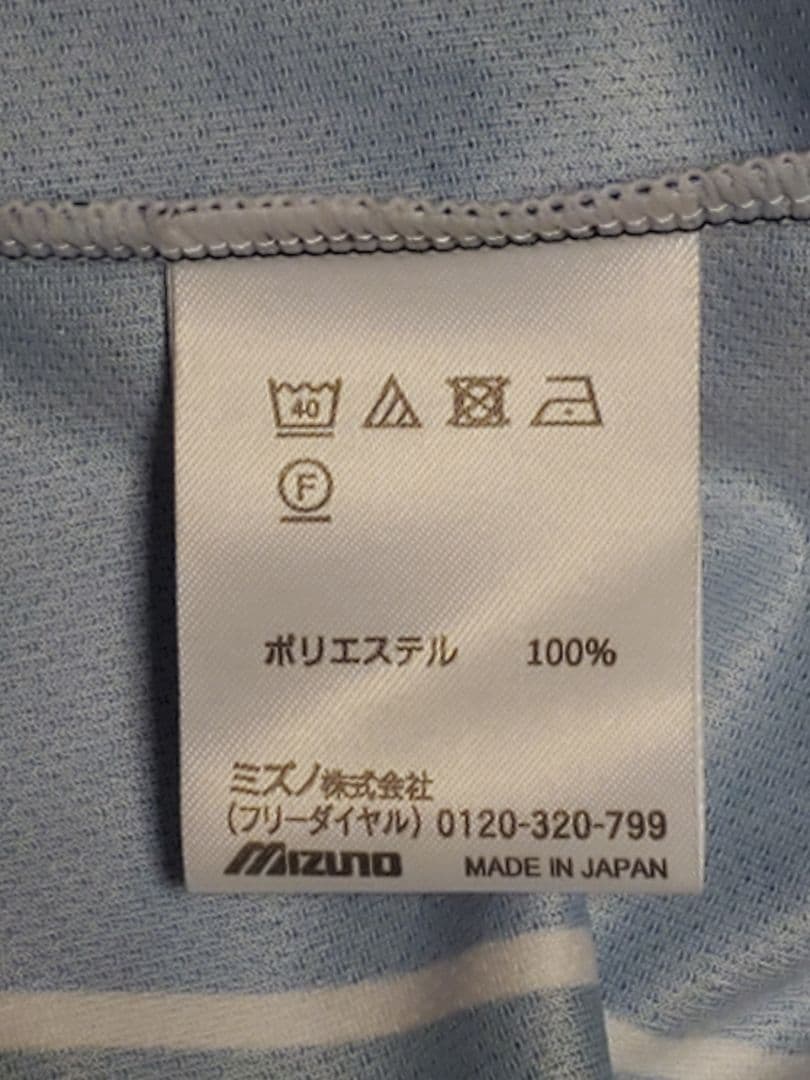 40
F
ポリエステル 100%
ミズノ株式会社
(フリーダイヤル) 0120-320-799
MIZUNO MADE IN JAPAN